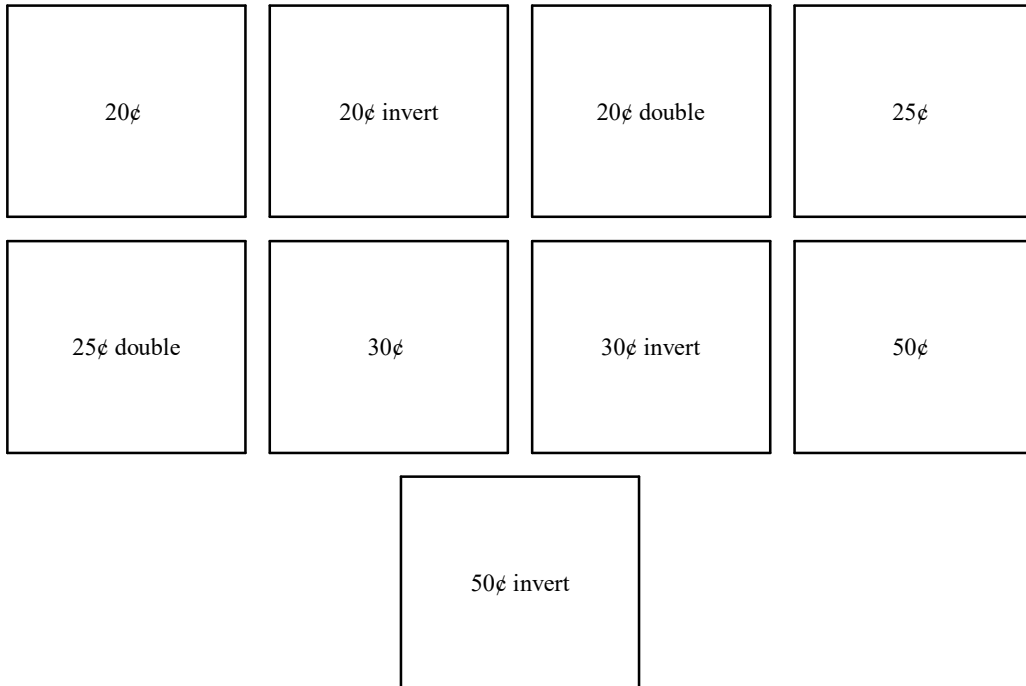 20¢
20¢ invert
20¢ double
25¢
25¢ double
30¢
30¢ invert
50¢
50¢ invert